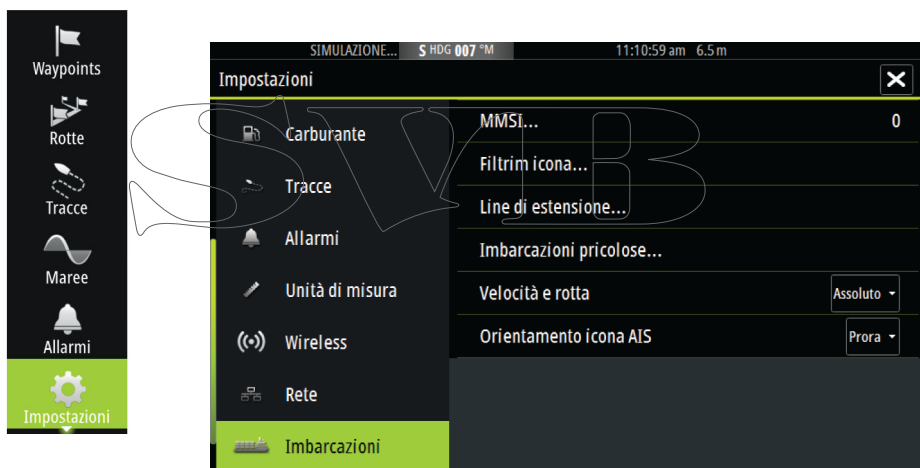 Waypoints
Rotte
Tracce
Maree
Allarmi
Impostazioni
SIMULAZIONE... S HDG 007 °M 11:10:59 am 6.5 m
Impostazioni
Carburante
Tracce
Allarmi
Unità di misura
Wireless
Rete
Imbarcazioni
MMSI... 0
Filtrim icona...
Line di estensione...
Imbarcazioni pricolose...
Velocità e rotta Assoluto
Orientamento icona AIS Prora
SVB